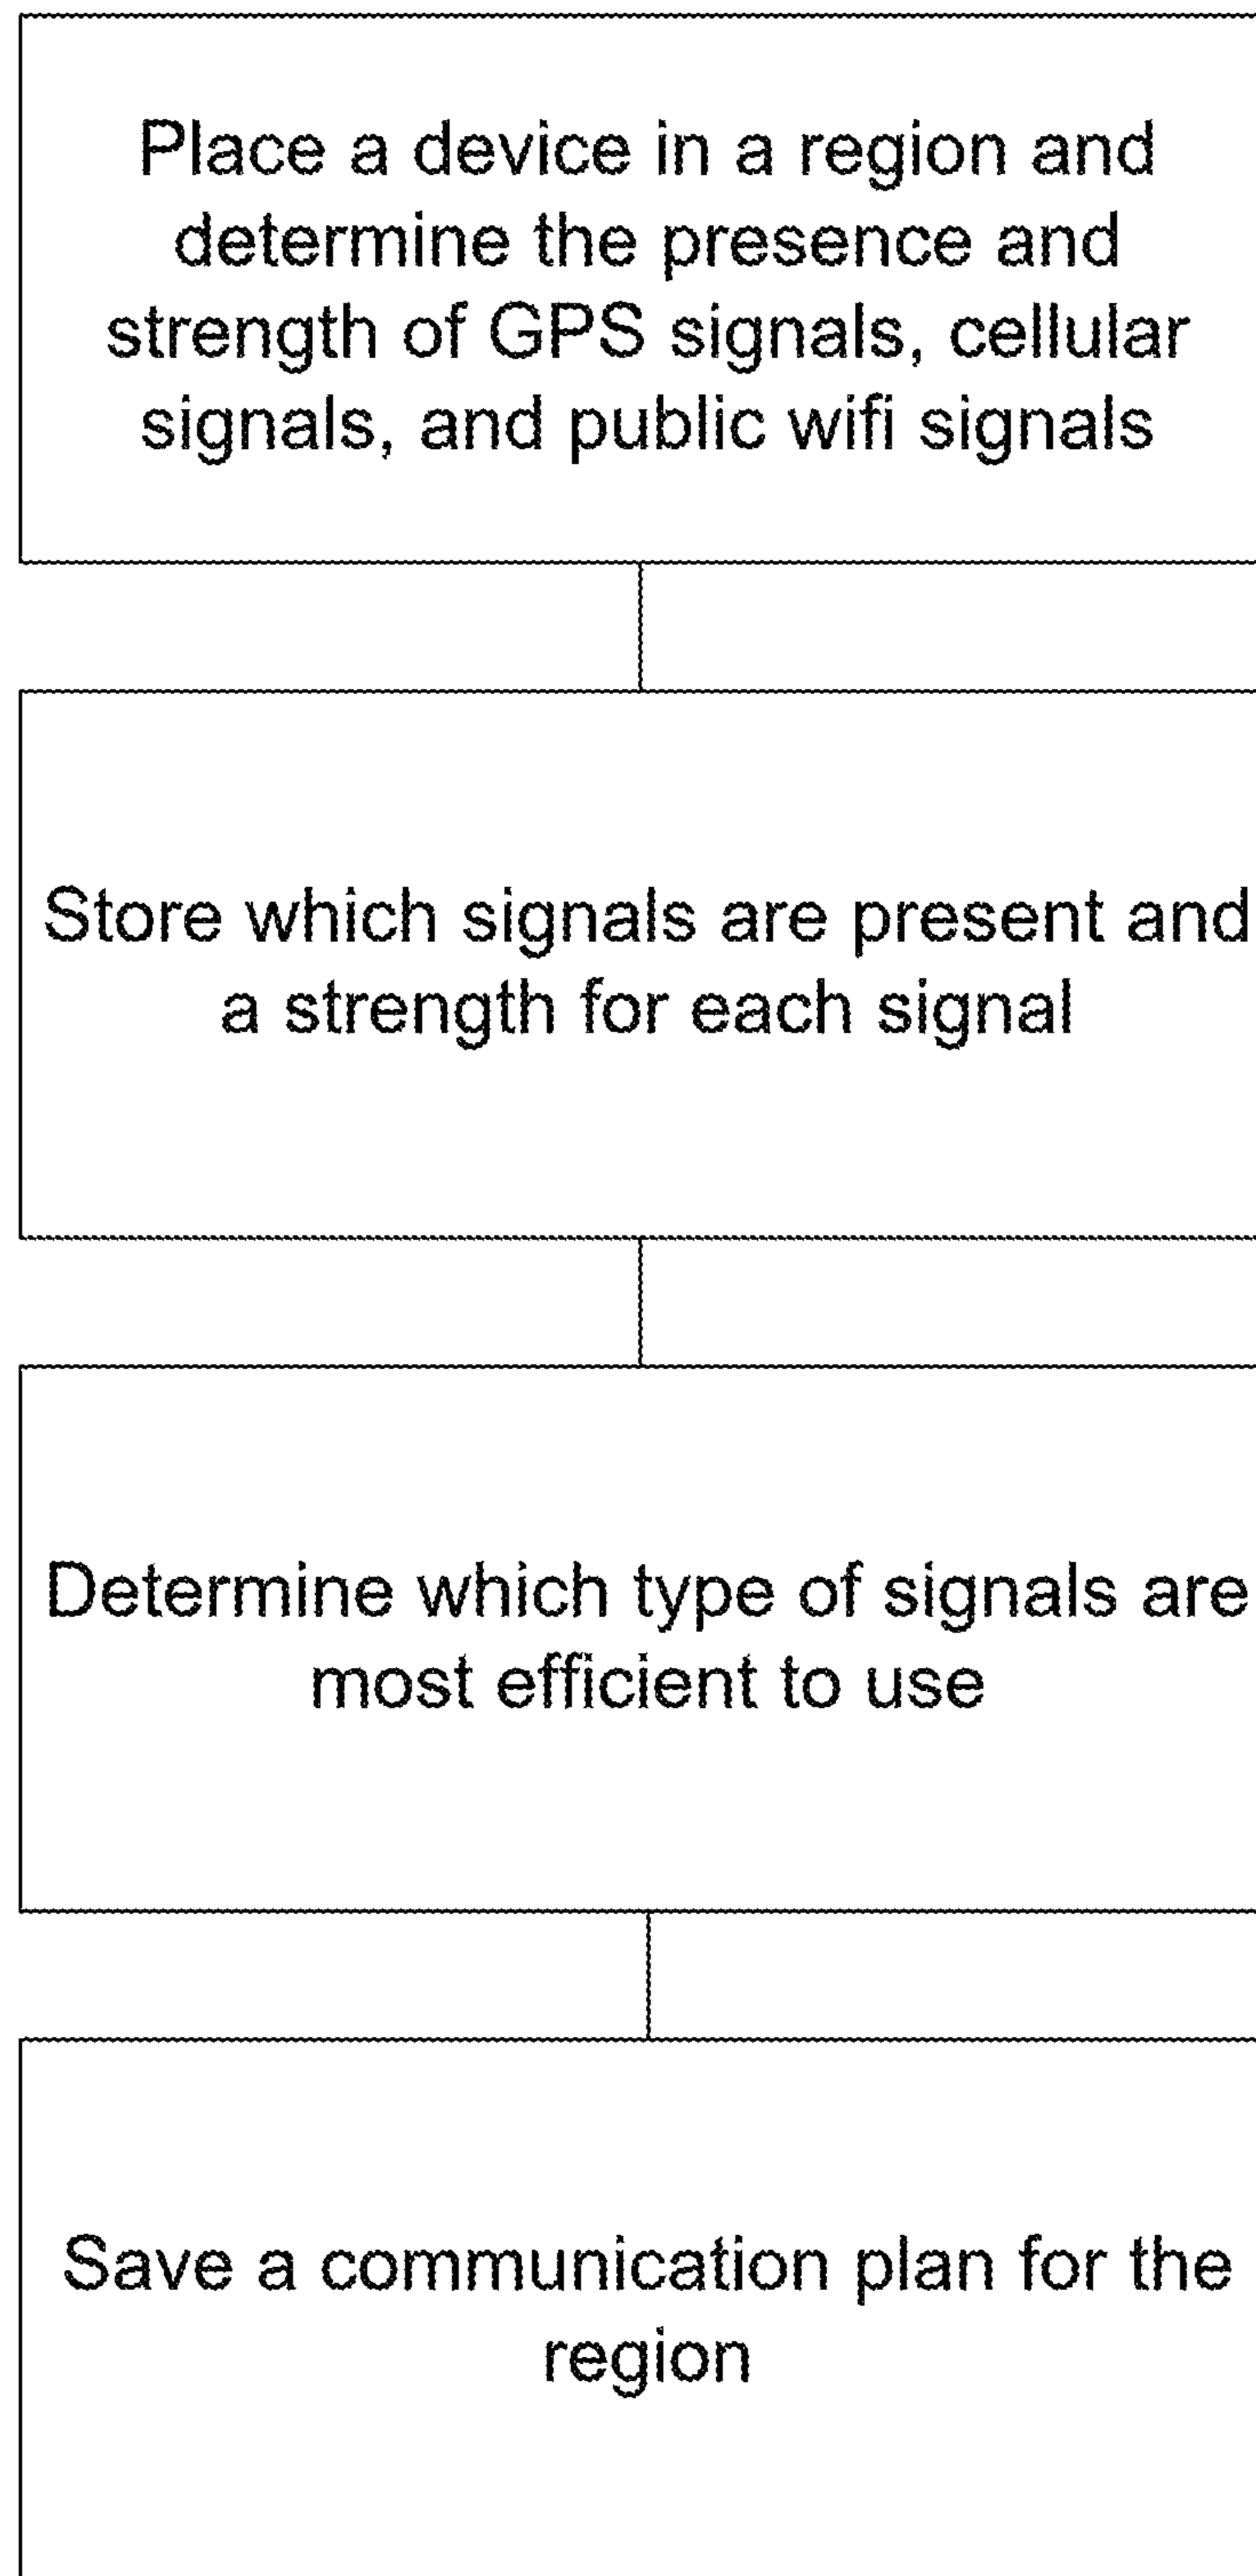 Place a device in a region and
determine the presence and
strength of GPS signals, cellular
signals, and public wifi signals
Store which signals are present and
a strength for each signal
Determine which type of signals are
most efficient to use
Save a communication plan for the
region